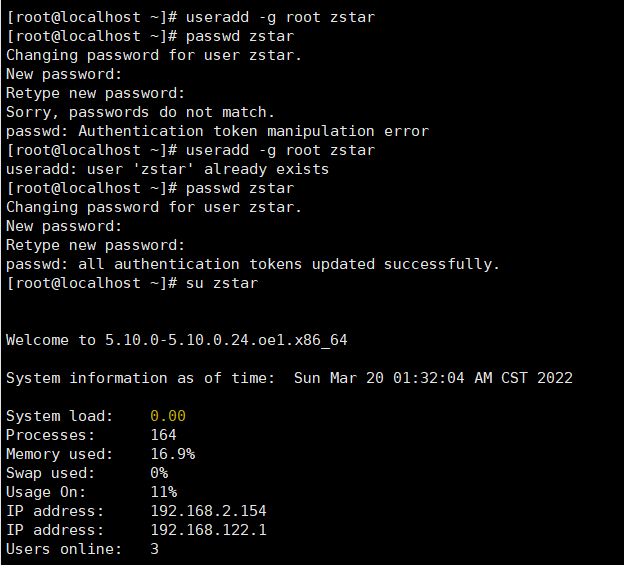 [root@localhost ~]# useradd -g root zstar
[root@localhost ~]# passwd zstar
Changing password for user zstar.
New password:
Retype new password:
Sorry, passwords do not match.
passwd: Authentication token manipulation error
[root@localhost ~]# useradd -g root zstar
useradd: user 'zstar' already exists
[root@localhost ~]# passwd zstar
Changing password for user zstar.
New password:
Retype new password:
passwd: all authentication tokens updated successfully.
[root@localhost ~]# su zstar
Welcome to 5.10.0-5.10.0.24.oe1.x86_64
System information as of time:  Sun Mar 20 01:32:04 AM CST 2022
System load:    0.00
Processes:      164
Memory used:    16.9%
Swap used:      0%
Usage On:       11%
IP address:     192.168.2.154
IP address:     192.168.122.1
Users online:   3